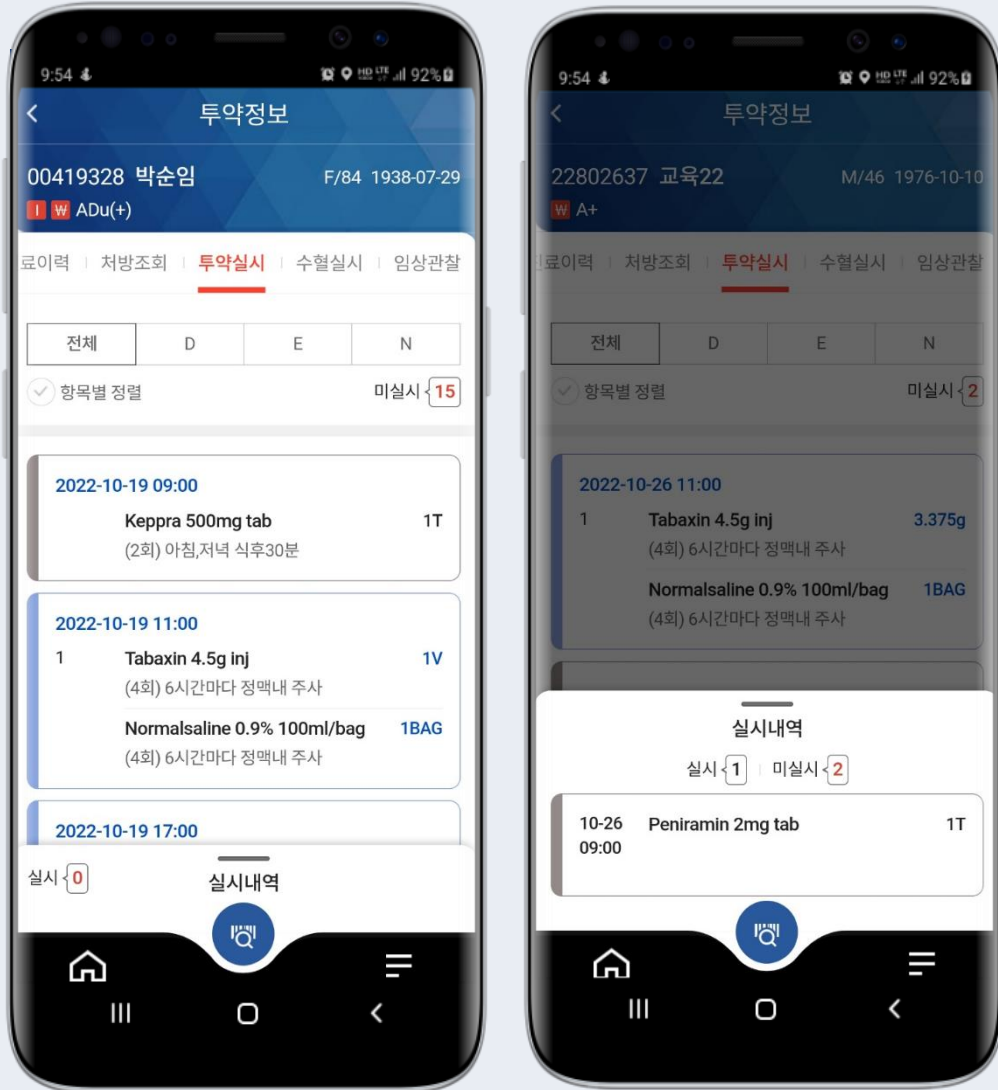 9:54
HD LTE 92%
투약정보
00419328 박순임 F/84 1938-07-29
I W ADu(+)
료이력 처방조회 투약실시 수혈실시 임상관찰
전체 D E N
항목별 정렬 미실시 15
2022-10-19 09:00
Keppra 500mg tab 1T
(2회) 아침,저녁 식후30분
2022-10-19 11:00
1 Tabaxin 4.5g inj 1V
(4회) 6시간마다 정맥내 주사
Normalsaline 0.9% 100ml/bag 1BAG
(4회) 6시간마다 정맥내 주사
2022-10-19 17:00
실시 0 실시내역
9:54
HD LTE 92%
투약정보
22802637 교육22 M/46 1976-10-10
W A+
진료이력 처방조회 투약실시 수혈실시 임상관찰
전체 D E N
항목별 정렬 미실시 2
2022-10-26 11:00
1 Tabaxin 4.5g inj 3.375g
(4회) 6시간마다 정맥내 주사
Normalsaline 0.9% 100ml/bag 1BAG
(4회) 6시간마다 정맥내 주사
실시내역
실시 1 미실시 2
10-26 Peniramin 2mg tab 1T
09:00